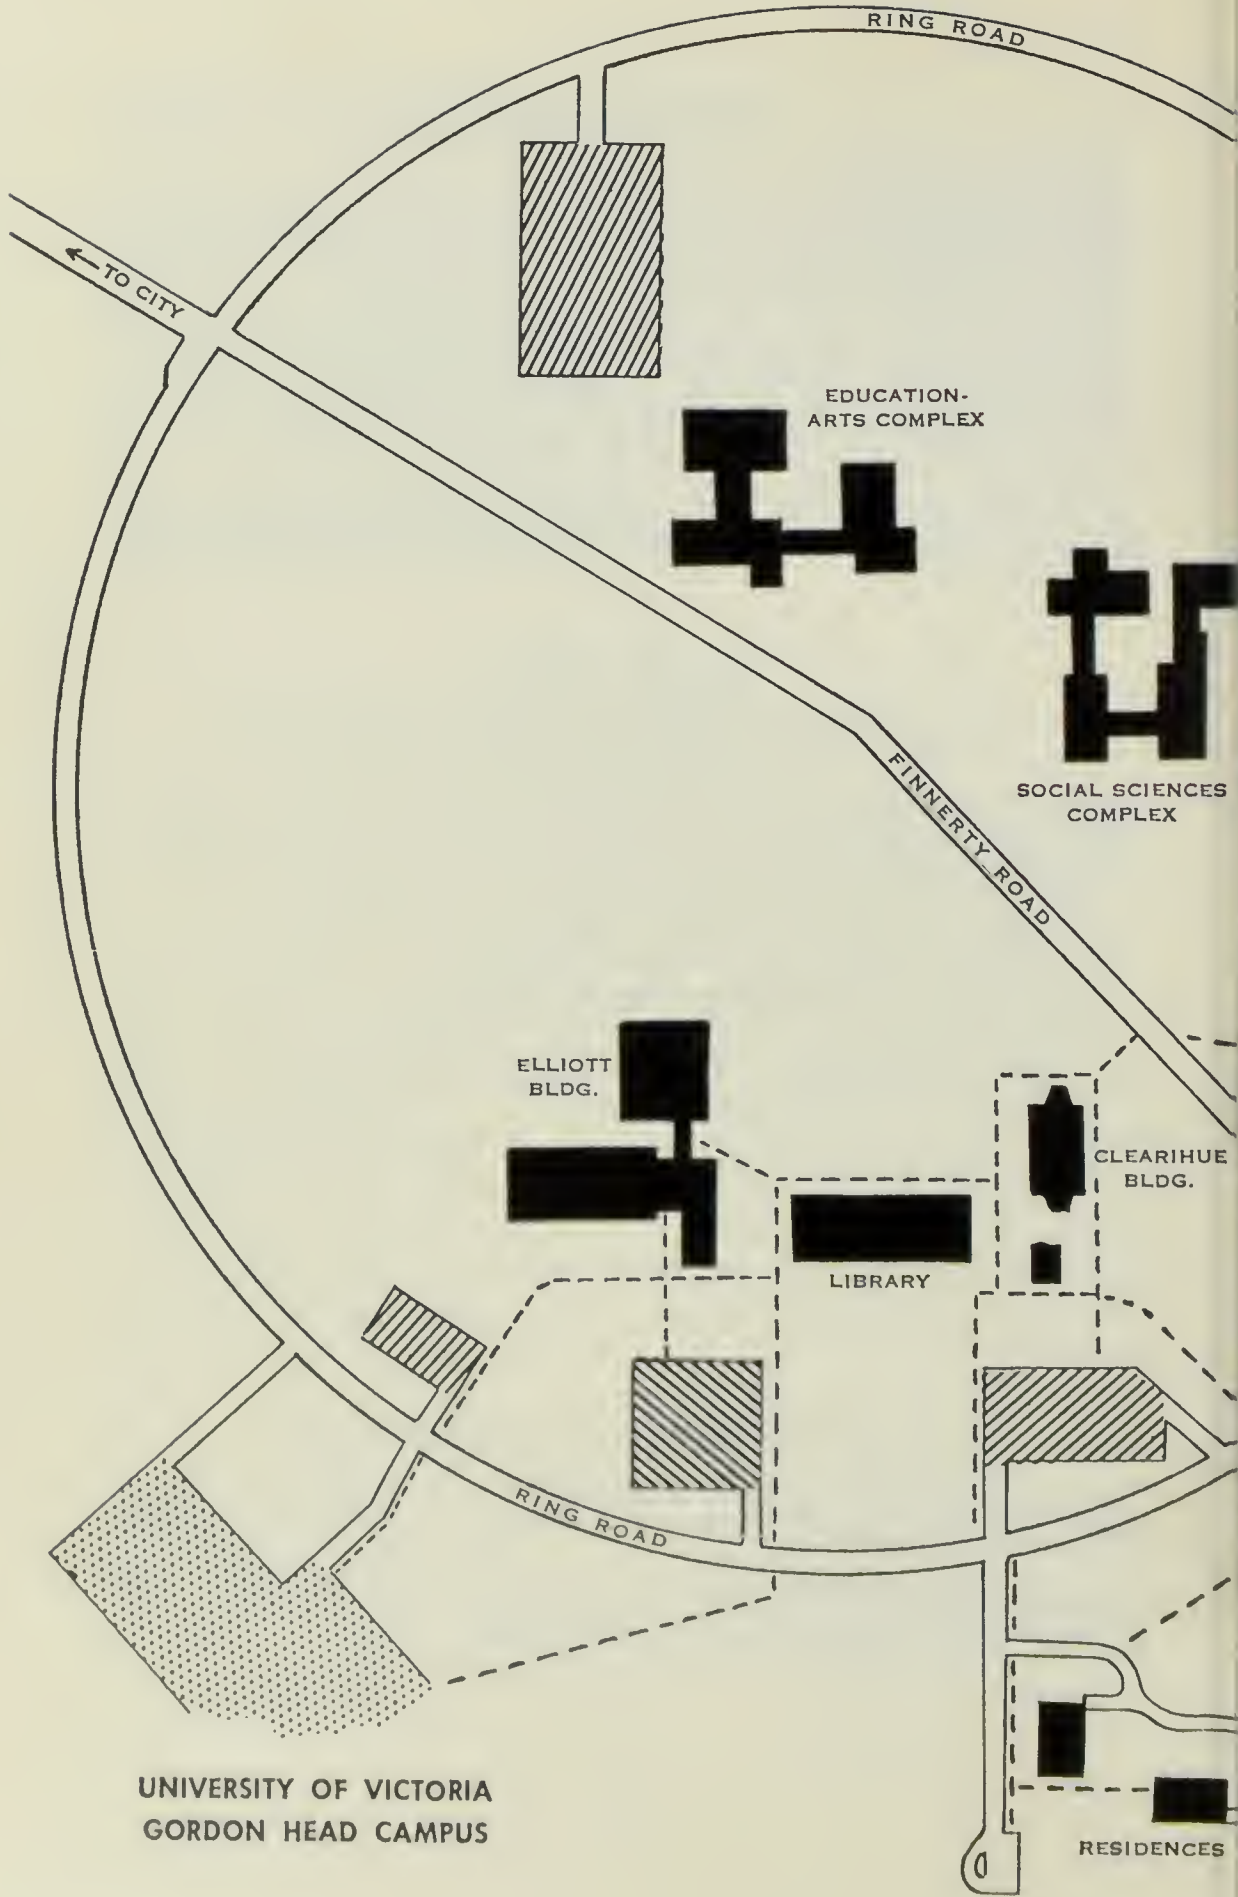 RING ROAD
← TO CITY
EDUCATION-
ARTS COMPLEX
SOCIAL SCIENCES
COMPLEX
FINNERTY ROAD
ELLIOTT
BLDG.
CLEARIHUE
BLDG.
LIBRARY
RING ROAD
UNIVERSITY OF VICTORIA
GORDON HEAD CAMPUS
RESIDENCES